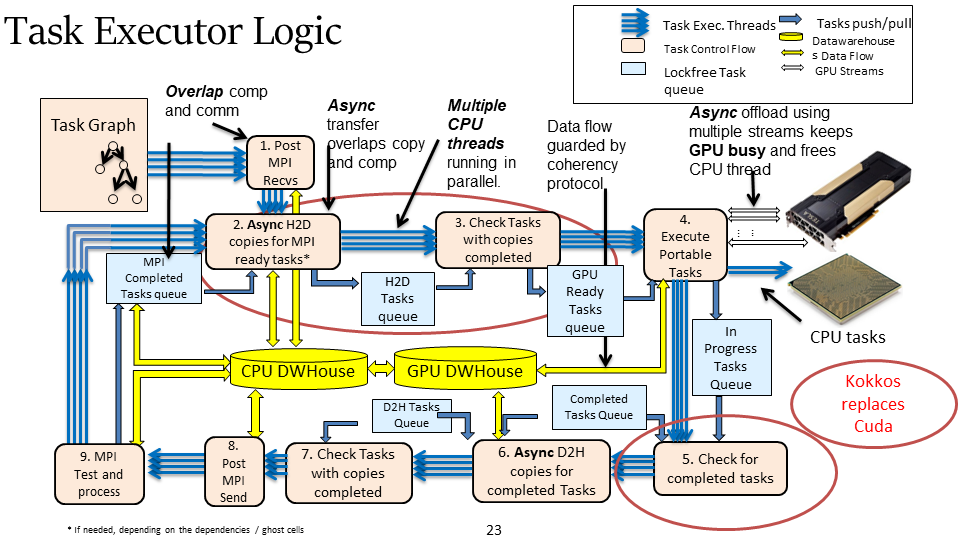 Task Executor Logic
Task Exec. Threads
Tasks push/pull
Task Control Flow
Datawarehouse
s Data Flow
Lockfree Task
queue
GPU Streams
Overlap comp
and comm
Async
transfer
overlaps copy
and comp
Multiple
CPU
threads
running in
parallel.
Data flow
guarded by
coherency
protocol
Async offload using
multiple streams keeps
GPU busy and frees
CPU thread
Task Graph
1. Post
MPI
Recvs
2. Async H2D
copies for MPI
ready tasks*
3. Check Tasks
with copies
completed
4.
Execute
Portable
Tasks
: :
TESLA
MPI
Completed
Tasks queue
H2D
Tasks
queue
GPU
Ready
Tasks
queue
CPU tasks
In
Progress
Tasks
Queue
CPU DWHouse
GPU DWHouse
Kokkos
replaces
Cuda
D2H Tasks
Queue
Completed
Tasks Queue
9. MPI
Test and
process
8.
Post
MPI
Send
7. Check Tasks
with copies
completed
6. Async D2H
copies for
completed Tasks
5. Check for
completed tasks
* If needed, depending on the dependencies / ghost cells
23